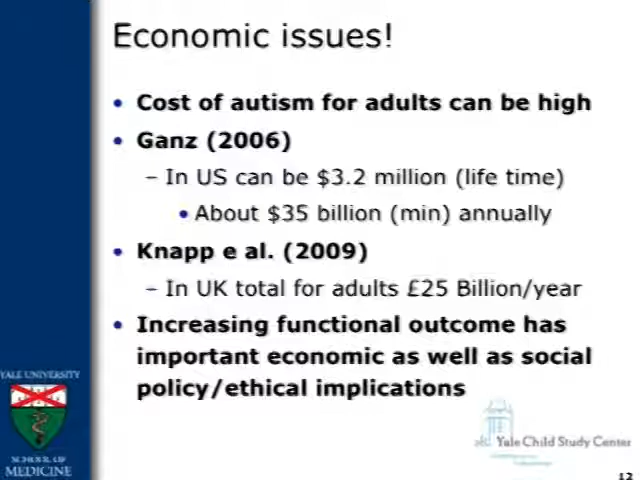 Economic issues!
• Cost of autism for adults can be high
• Ganz (2006)
– In US can be $3.2 million (life time)
• About $35 billion (min) annually
• Knapp e al. (2009)
– In UK total for adults £25 Billion/year
• Increasing functional outcome has
important economic as well as social
policy/ethical implications
YALE UNIVERSITY
SCHOOL OF
MEDICINE
Yale Child Study Center
12